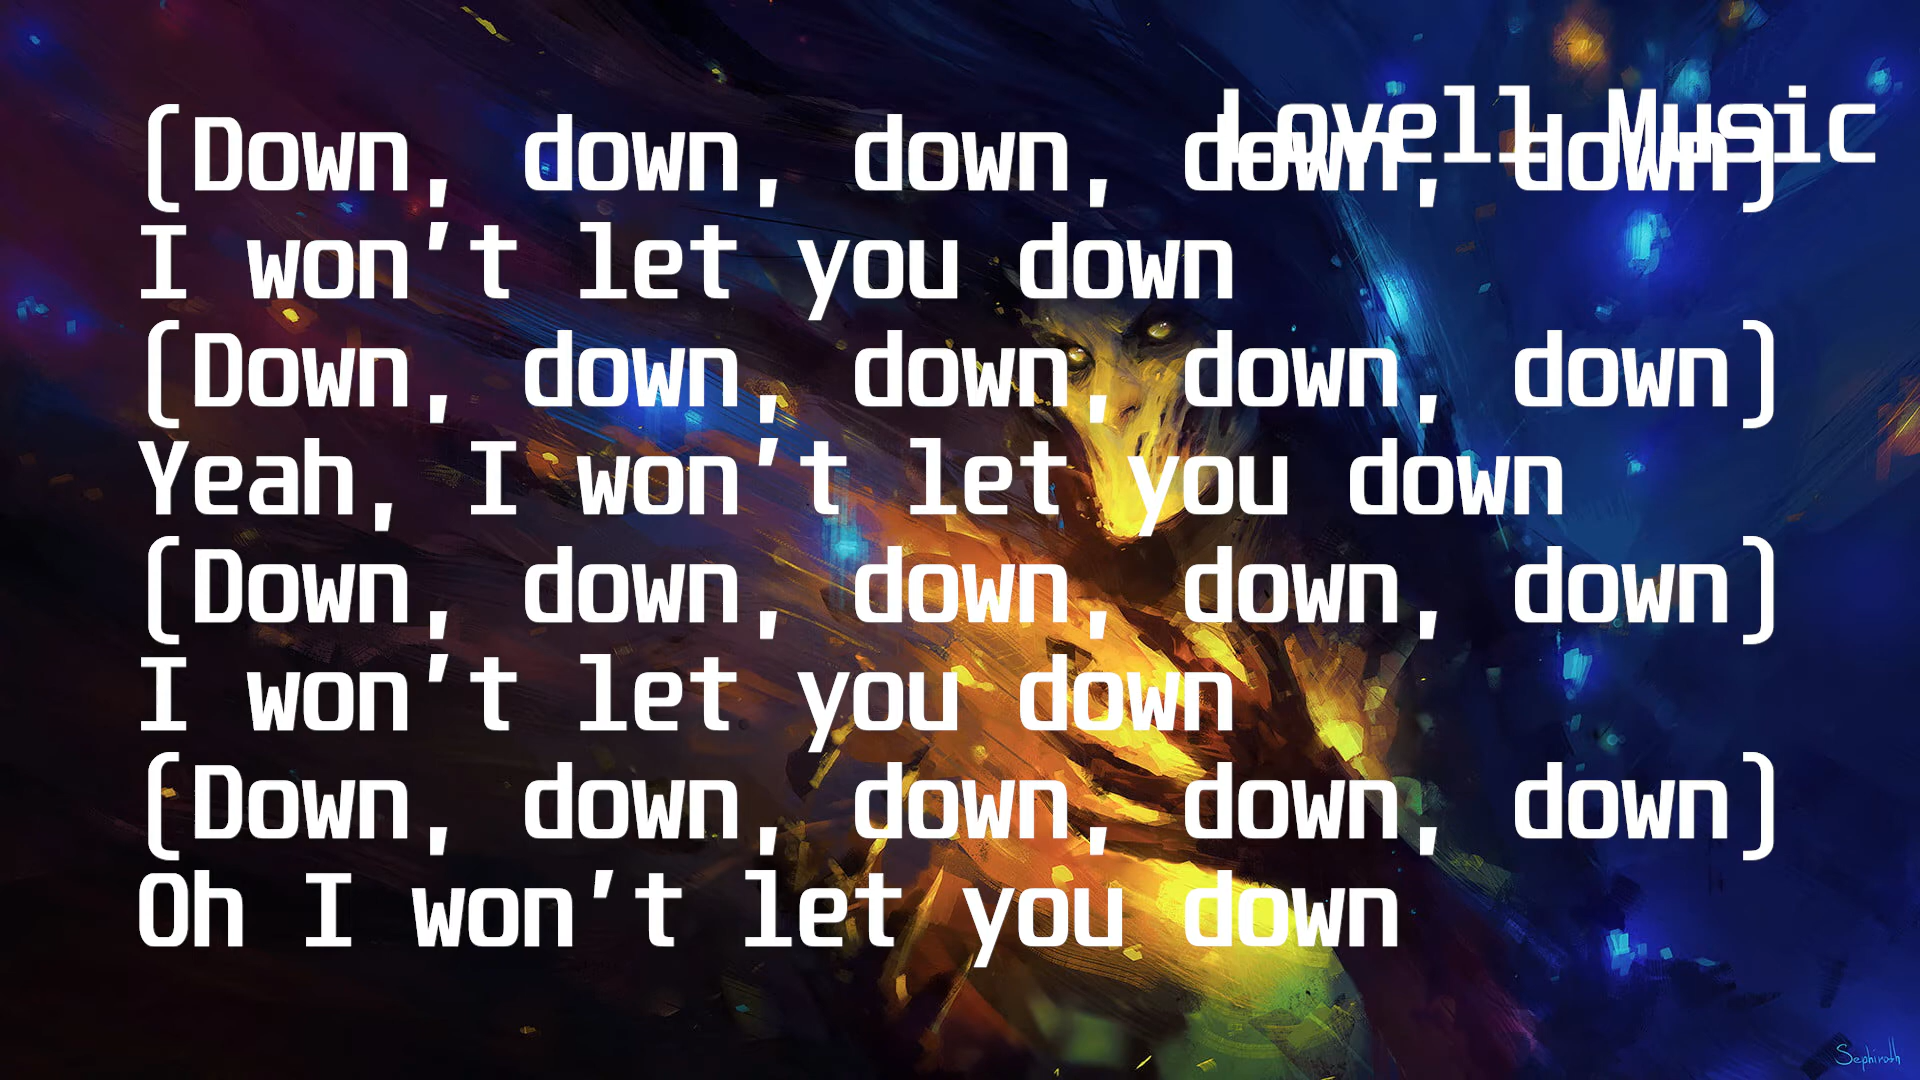 Lovell Music
(Down, down, down, down, down)
I won't let you down
(Down, down, down, down, down)
Yeah, I won't let you down
(Down, down, down, down, down)
I won't let you down
(Down, down, down, down, down)
Oh I won't let you down
Sephiroth